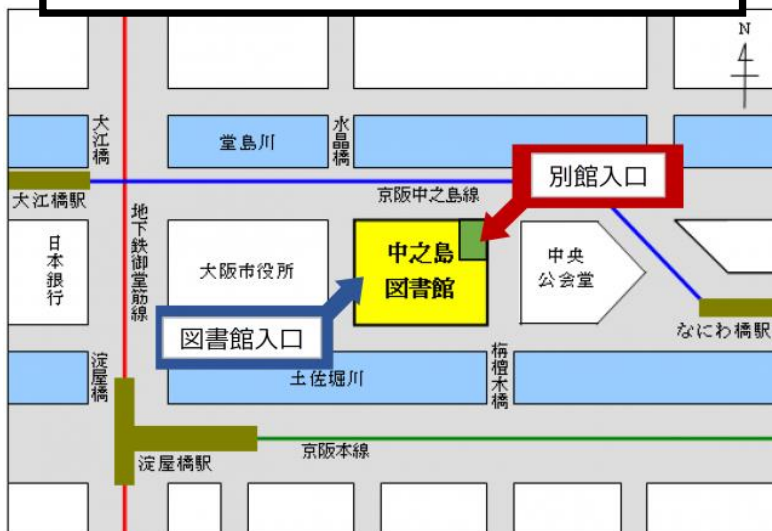 N
大江橋
堂島川
水晶橋
別館入口
大江橋駅
京阪中之島線
地下鉄御堂筋線
日本銀行
大阪市役所
中之島
図書館
中央
公会堂
図書館入口
なにわ橋駅
淀屋橋
土佐堀川
栴檀木橋
京阪本線
淀屋橋駅